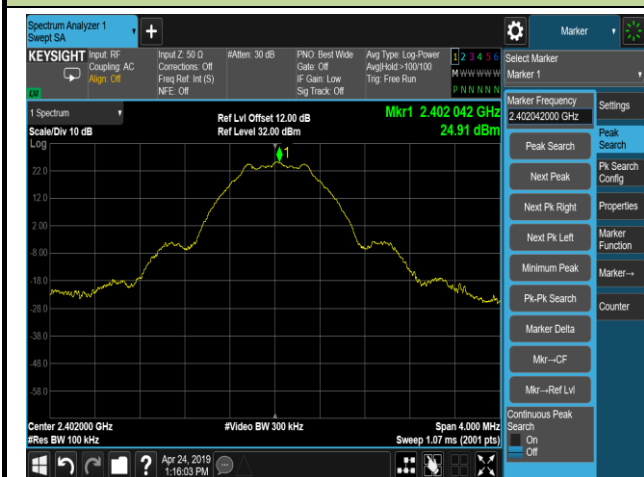 Spectrum Analyzer 1
Swept SA
Marker
KEYSIGHT
Input: RF
Coupling: AC
Align: Off
Input Z: 50 Ω
Corrections: Off
Freq Ref: Int (S)
NFE: Off
#Atten: 30 dB
PNO: Best Wide
Gate: Off
IF Gain: Low
Sig Track: Off
Avg Type: Log-Power
Avg|Hold:>100/100
Trig: Free Run
1 2 3 4 5 6
M W W W W W
P N N N N N
LXI
Select Marker
Marker 1
1 Spectrum
Scale/Div 10 dB
Log
Ref Lvl Offset 12.00 dB
Ref Level 32.00 dBm
Mkr1 2.402 042 GHz
24.91 dBm
1
22.0
12.0
2.00
-8.00
-18.0
-28.0
-38.0
-48.0
-58.0
Center 2.402000 GHz
#Res BW 100 kHz
#Video BW 300 kHz
Span 4.000 MHz
Sweep 1.07 ms (2001 pts)
Marker Frequency
2.402042000 GHz
Peak Search
Next Peak
Next Pk Right
Next Pk Left
Minimum Peak
Pk-Pk Search
Marker Delta
Mkr→CF
Mkr→Ref Lvl
Continuous Peak
Search
On
Off
Settings
Peak
Search
Pk Search
Config
Properties
Marker
Function
Marker→
Counter
?
Apr 24, 2019
1:16:03 PM